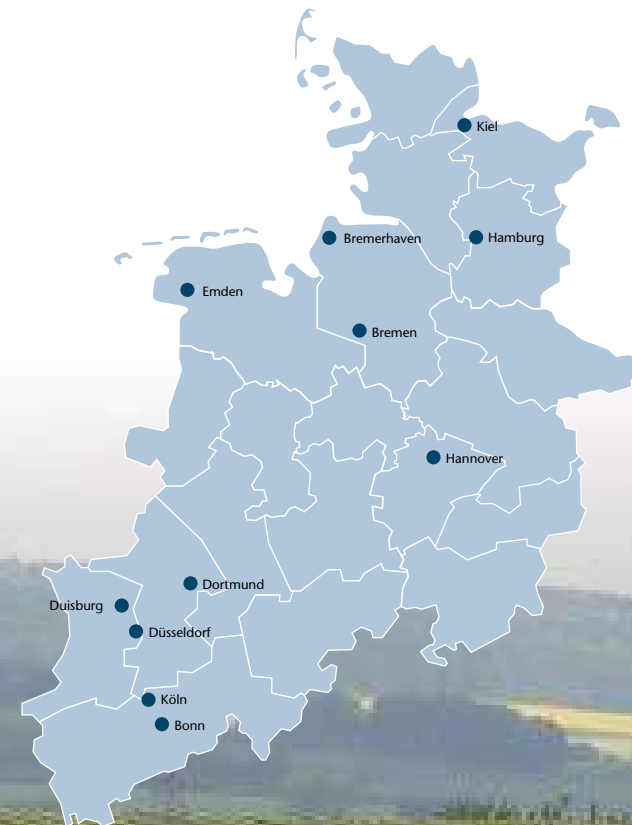 Kiel
Bremerhaven
Hamburg
Emden
Bremen
Hannover
Dortmund
Duisburg
Düsseldorf
Köln
Bonn